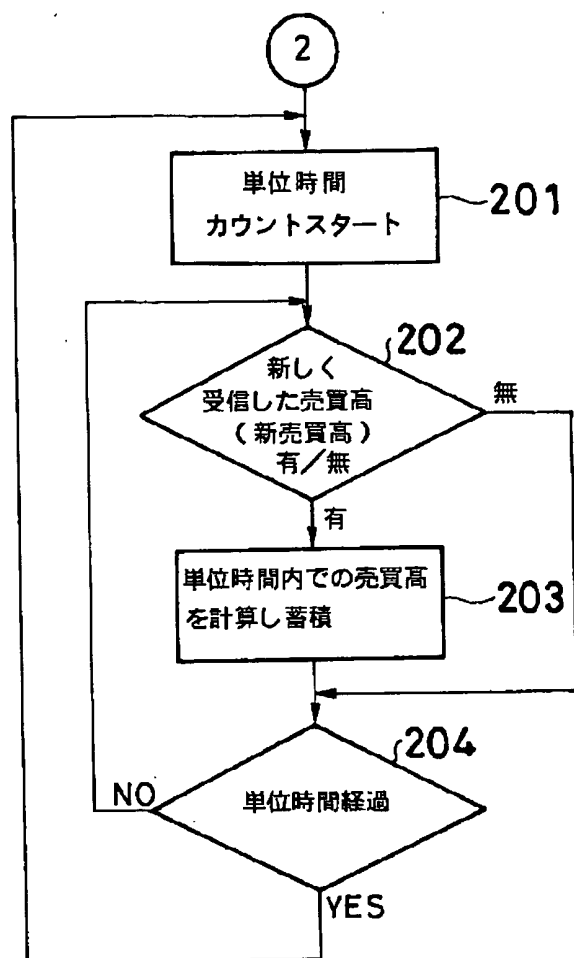 2
単位時間
カウントスタート
201
202
新しく
受信した売買高
(新売買高)
有/無
無
有
単位時間内での売買高
を計算し蓄積
203
204
単位時間経過
NO
YES